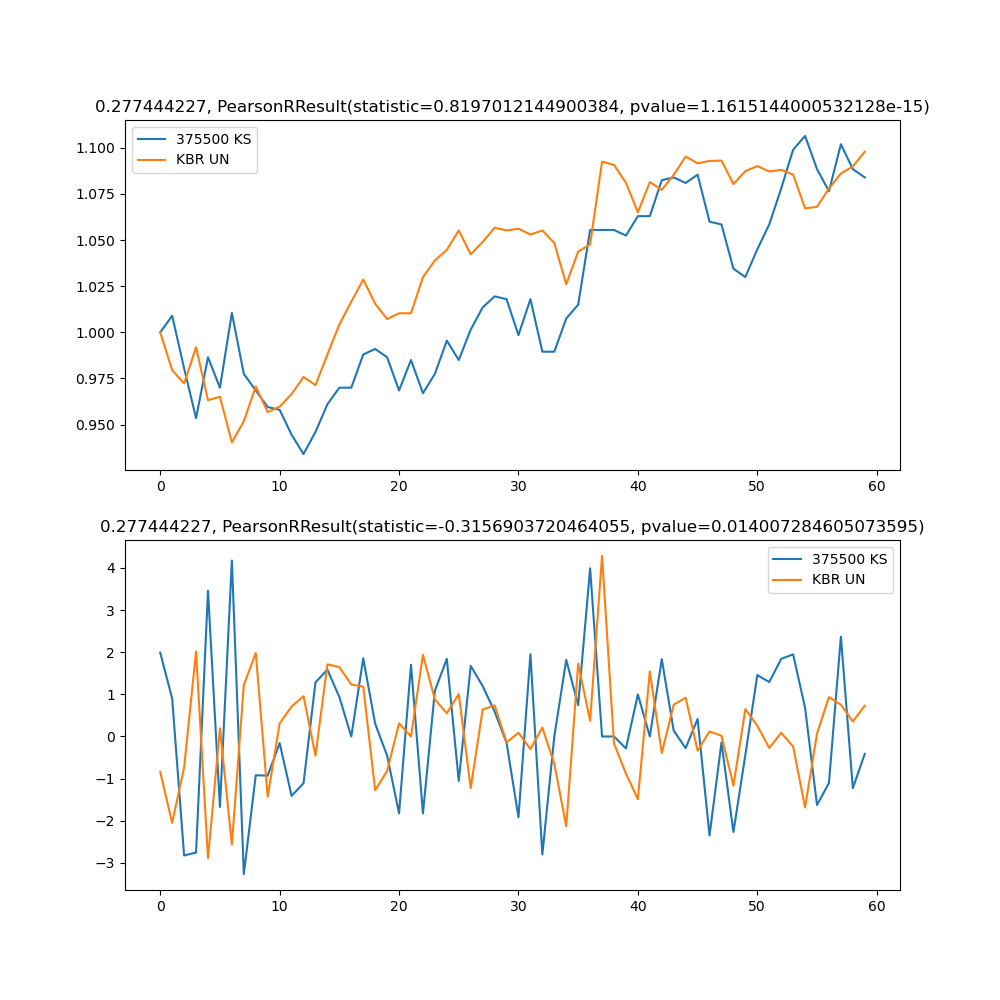 0.277444227, PearsonRResult(statistic=0.8197012144900384, pvalue=1.1615144000532128e-15)
375500 KS
KBR UN
1.100
1.075
1.050
1.025
1.000
0.975
0.950
0 10 20 30 40 50 60
0.277444227, PearsonRResult(statistic=-0.3156903720464055, pvalue=0.014007284605073595)
375500 KS
KBR UN
4
3
2
1
0
−1
−2
−3
0 10 20 30 40 50 60